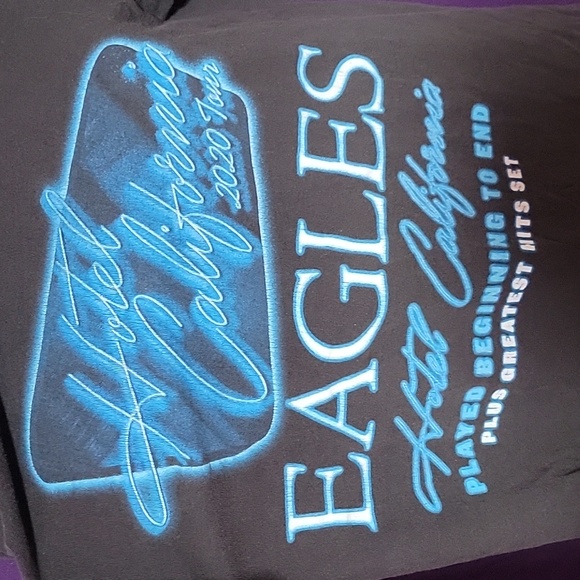 Hotel
California
2020 Tour
EAGLES
Hotel California
PLAYED BEGINNING TO END
PLUS GREATEST HITS SET